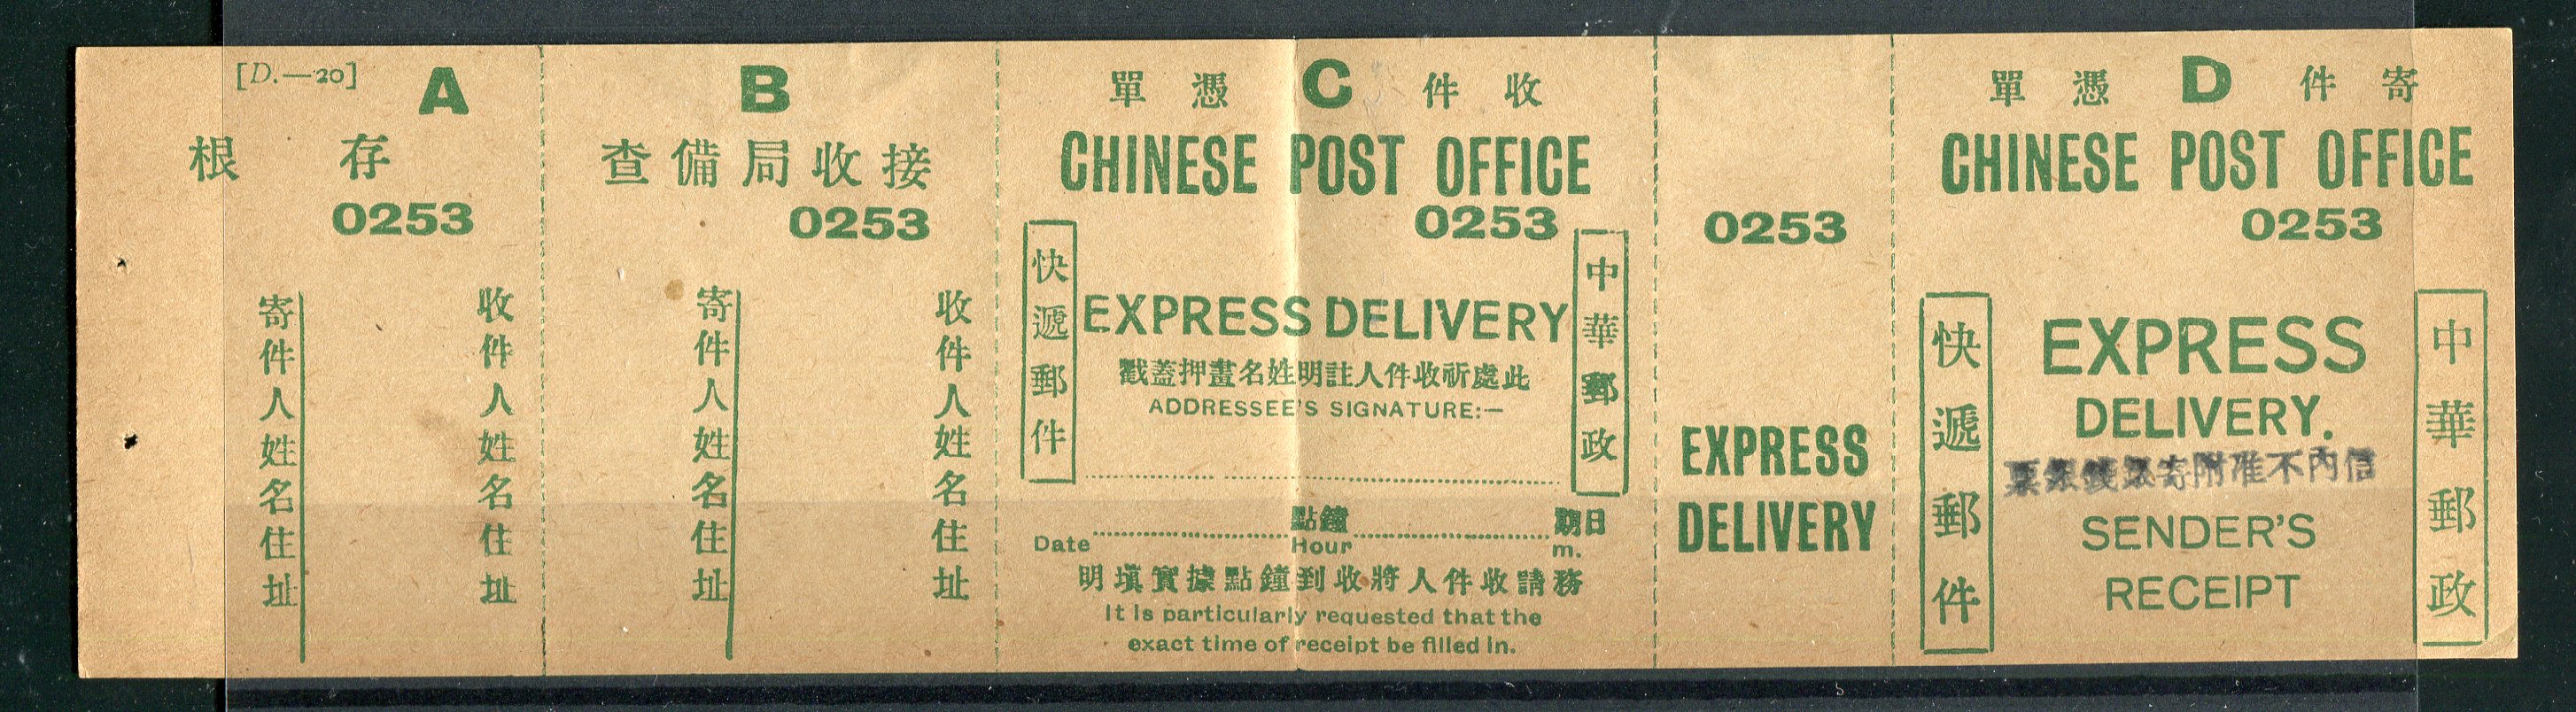 [D.—20]
A
存根
0253
收件人姓名住址
寄件人姓名住址
B
接收局備查
0253
收件人姓名住址
寄件人姓名住址
收件 C 憑單
CHINESE POST OFFICE
0253
中華郵政
快遞郵件
EXPRESS DELIVERY
此處祈收件人註明姓名畫押蓋戳
ADDRESSEE'S SIGNATURE:—
日期 鐘點
Date Hour m.
務請收件人將收到鐘點據實填明
It is particularly requested that the
exact time of receipt be filled in.
0253
EXPRESS
DELIVERY
寄件 D 憑單
CHINESE POST OFFICE
0253
中華郵政
快遞郵件
EXPRESS
DELIVERY.
信內不准附寄銀錢銀票
SENDER'S
RECEIPT